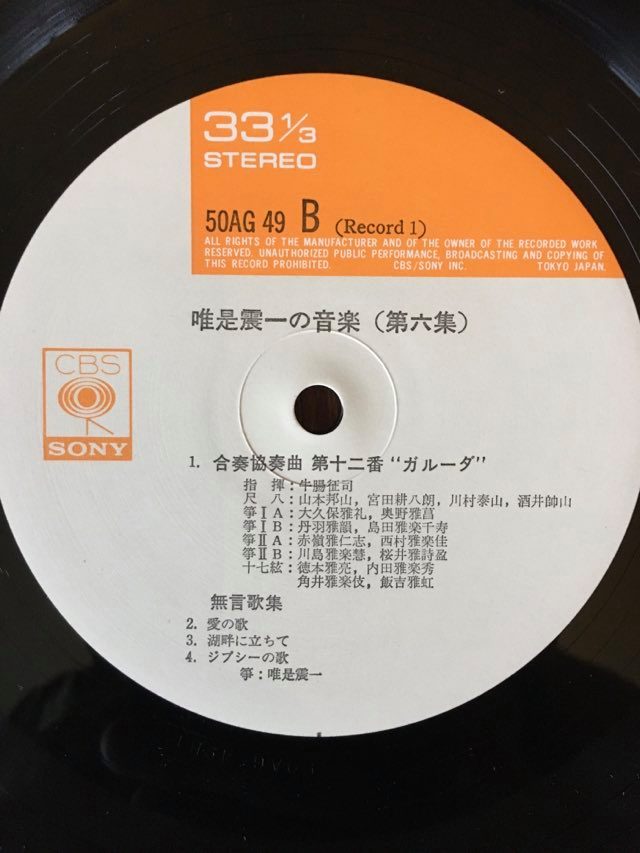 33 1/3
STEREO
50AG 49 B (Record 1)
ALL RIGHTS OF THE MANUFACTURER AND OF THE OWNER OF THE RECORDED WORK
RESERVED. UNAUTHORIZED PUBLIC PERFORMANCE, BROADCASTING AND COPYING OF
THIS RECORD PROHIBITED. CBS/SONY INC. TOKYO JAPAN.
唯是震一の音楽（第六集）
CBS
SONY
1. 合奏協奏曲 第十二番 “ガルーダ”
指 揮：牛腸征司
尺 八：山本邦山，宮田耕八朗，川村泰山，酒井帥山
箏Ⅰ A：大久保雅礼，奥野雅菖
箏Ⅰ B：丹羽雅韻，島田雅楽千寿
箏Ⅱ A：赤嶺雅仁志，西村雅楽佳
箏Ⅱ B：川島雅楽慧，桜井雅詩盈
十七絃：徳本雅亮，内田雅楽秀
角井雅楽伎，飯吉雅虹
無言歌集
2. 愛の歌
3. 湖畔に立ちて
4. ジプシーの歌
箏：唯是震一